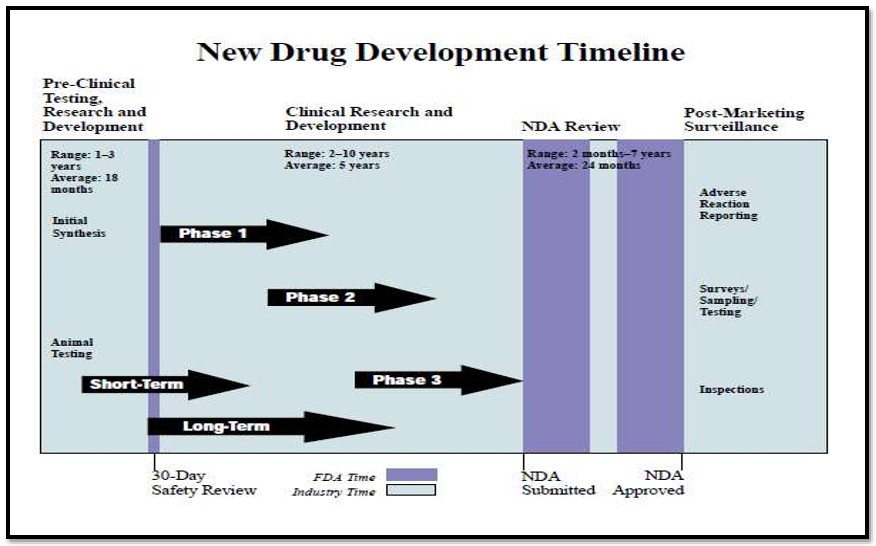 New Drug Development Timeline
Pre-Clinical
Testing,
Research and
Development
Clinical Research and
Development
NDA Review
Post-Marketing
Surveillance
Range: 1–3
years
Average: 18
months
Range: 2–10 years
Average: 5 years
Range: 2 months–7 years
Average: 24 months
Initial
Synthesis
Phase 1
Adverse
Reaction
Reporting
Phase 2
Surveys/
Sampling/
Testing
Animal
Testing
Short-Term
Phase 3
Inspections
Long-Term
30-Day
Safety Review
FDA Time
Industry Time
NDA
Submitted
NDA
Approved